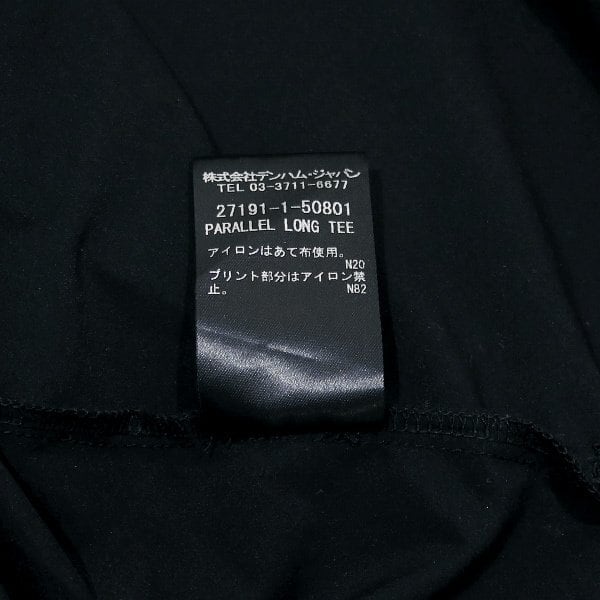 株式会社デンハム・ジャパン
TEL 03-3711-6677
27191-1-50801
PARALLEL LONG TEE
アイロンはあて布使用。
N20
プリント部分はアイロン禁
止。 N82